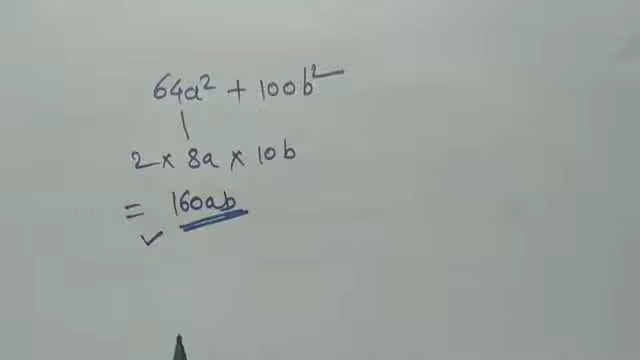 64a² + 100b²
2 × 8a × 10b
= 160ab